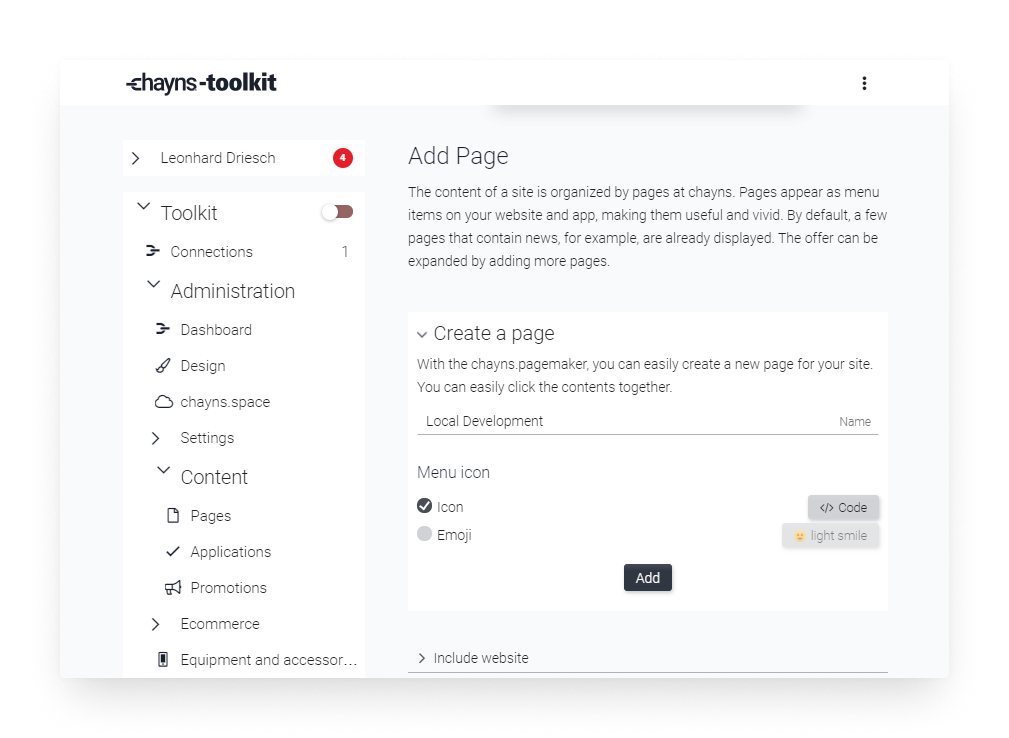 chayns-toolkit
Leonhard Driesch
4
Toolkit
Connections
1
Administration
Dashboard
Design
chayns.space
Settings
Content
Pages
Applications
Promotions
Ecommerce
Equipment and accessor...
Add Page
The content of a site is organized by pages at chayns. Pages appear as menu
items on your website and app, making them useful and vivid. By default, a few
pages that contain news, for example, are already displayed. The offer can be
expanded by adding more pages.
Create a page
With the chayns.pagemaker, you can easily create a new page for your site.
You can easily click the contents together.
Local Development
Name
Menu icon
Icon
</> Code
Emoji
light smile
Add
Include website